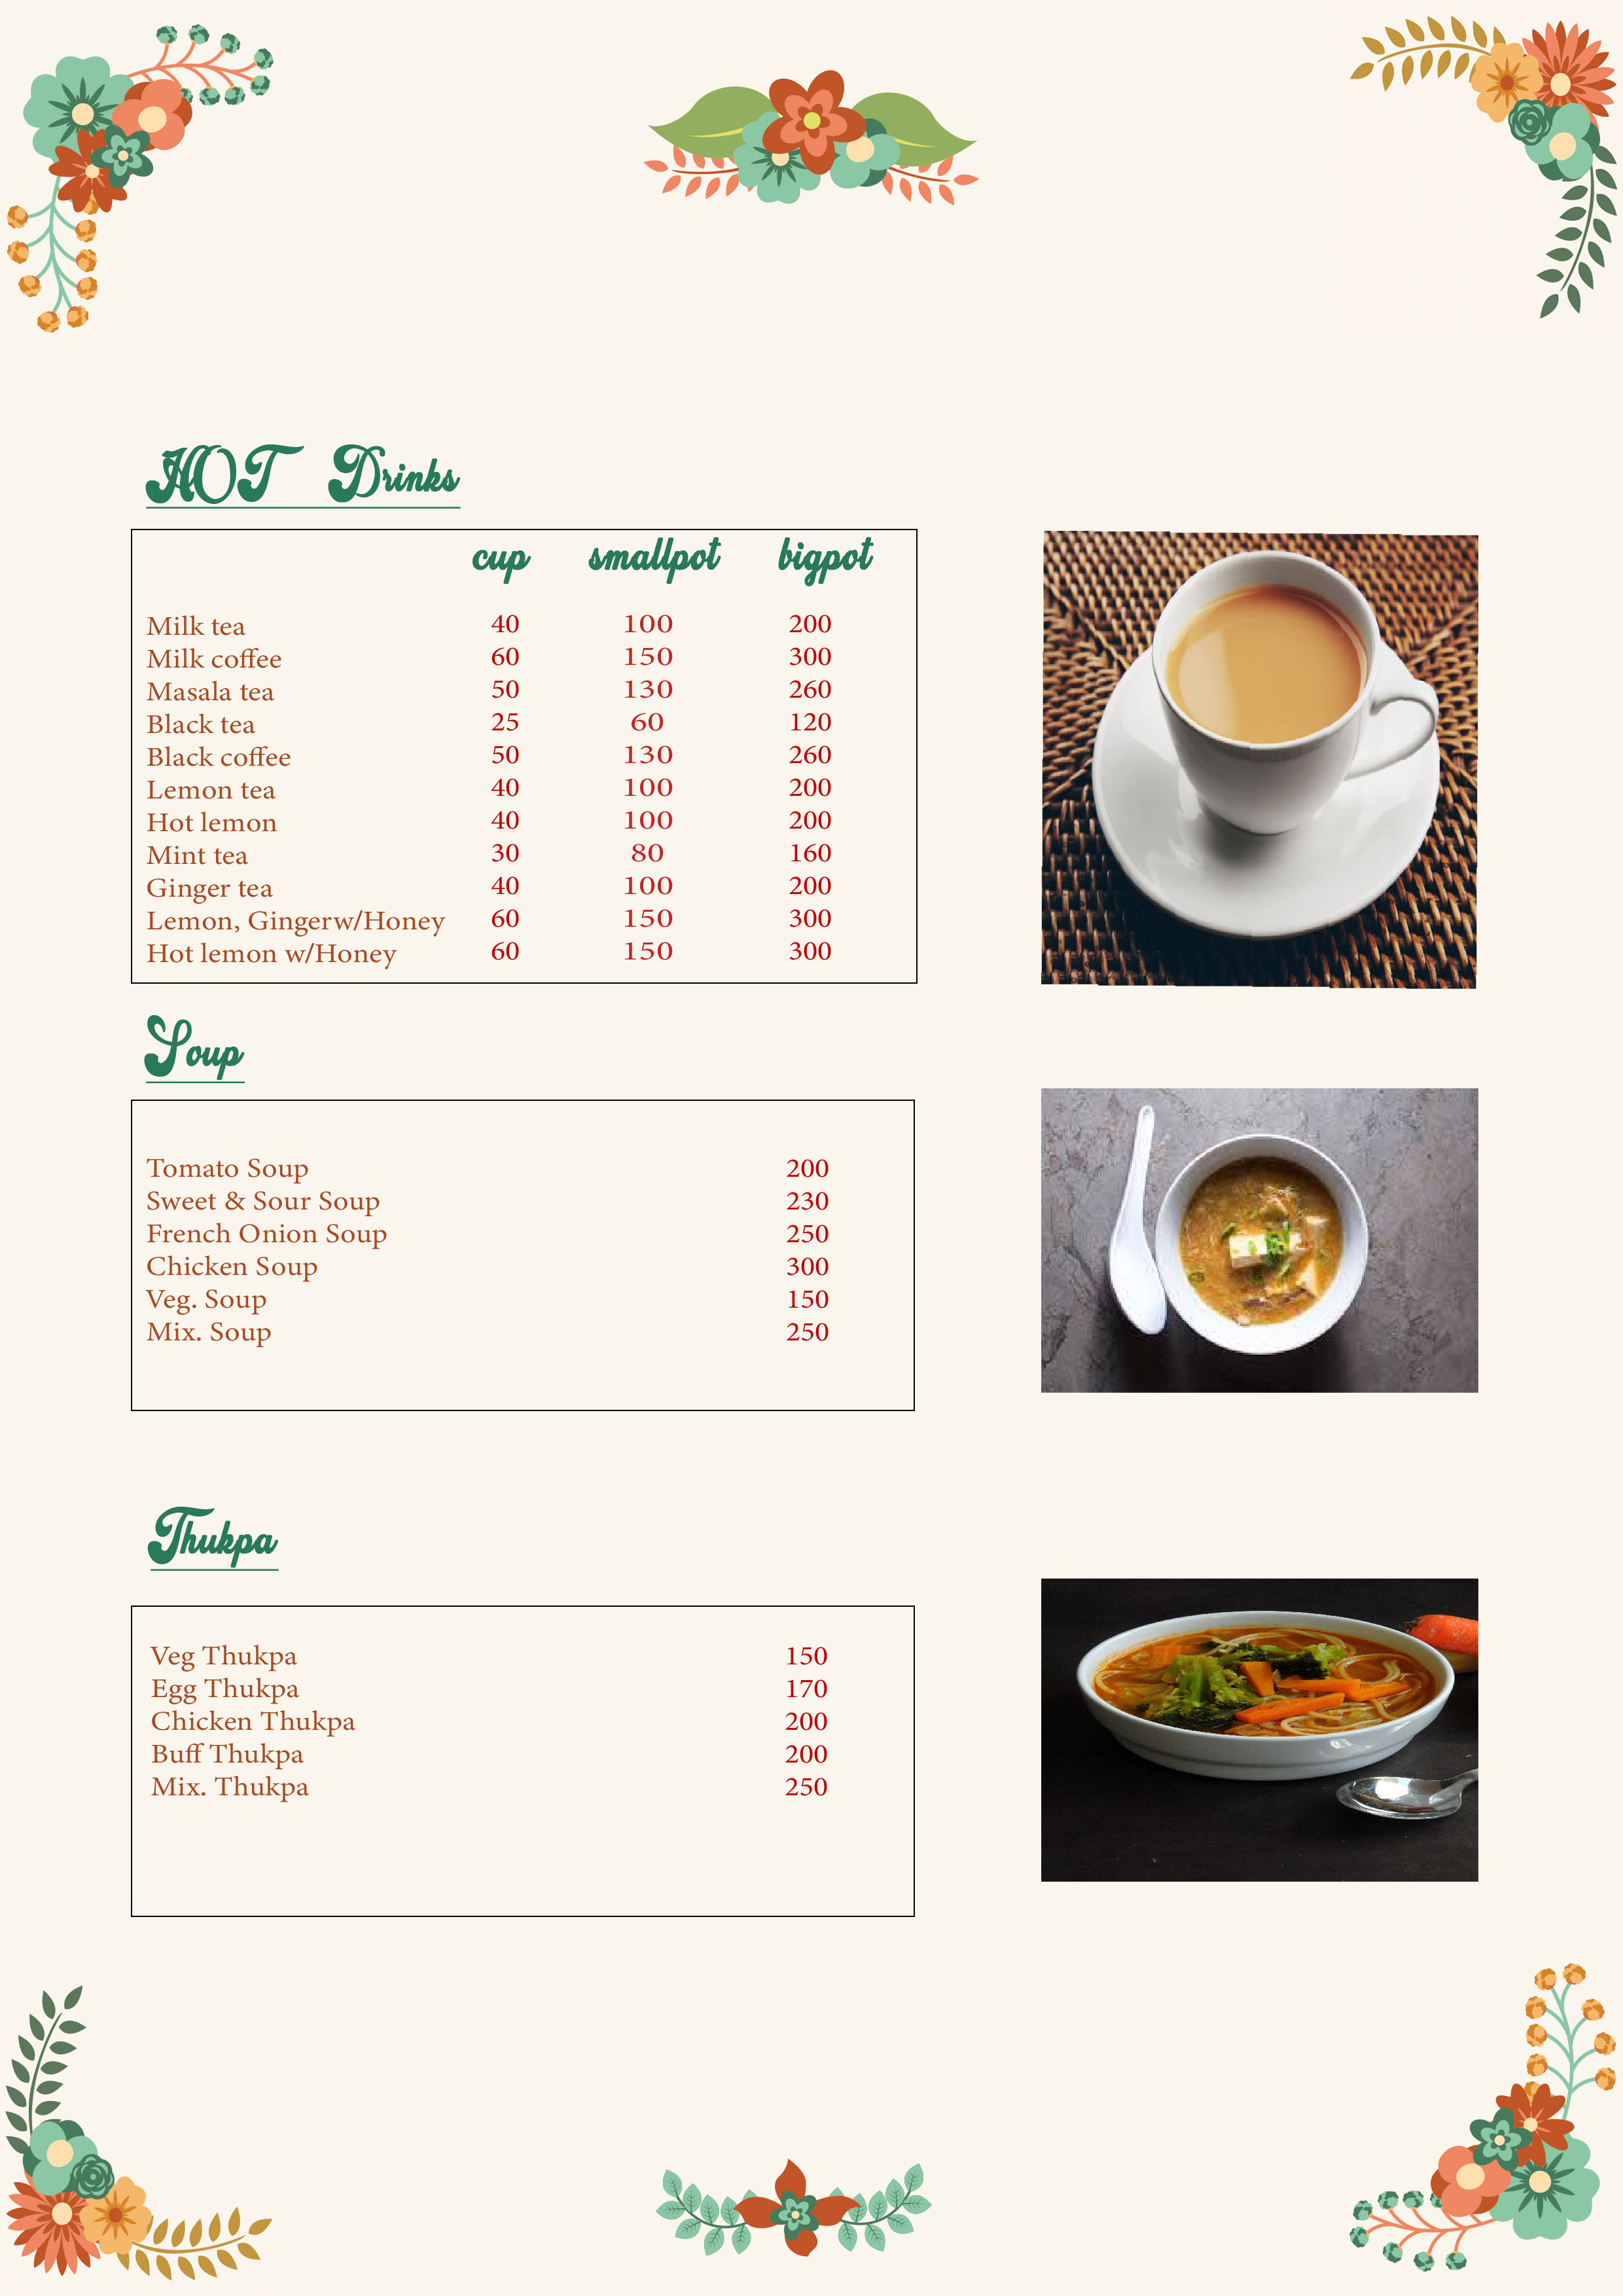 HOT Drinks
cup smallpot bigpot
Milk tea 40 100 200
Milk coffee 60 150 300
Masala tea 50 130 260
Black tea 25 60 120
Black coffee 50 130 260
Lemon tea 40 100 200
Hot lemon 40 100 200
Mint tea 30 80 160
Ginger tea 40 100 200
Lemon, Gingerw/Honey 60 150 300
Hot lemon w/Honey 60 150 300
Soup
Tomato Soup 200
Sweet & Sour Soup 230
French Onion Soup 250
Chicken Soup 300
Veg. Soup 150
Mix. Soup 250
Thukpa
Veg Thukpa 150
Egg Thukpa 170
Chicken Thukpa 200
Buff Thukpa 200
Mix. Thukpa 250